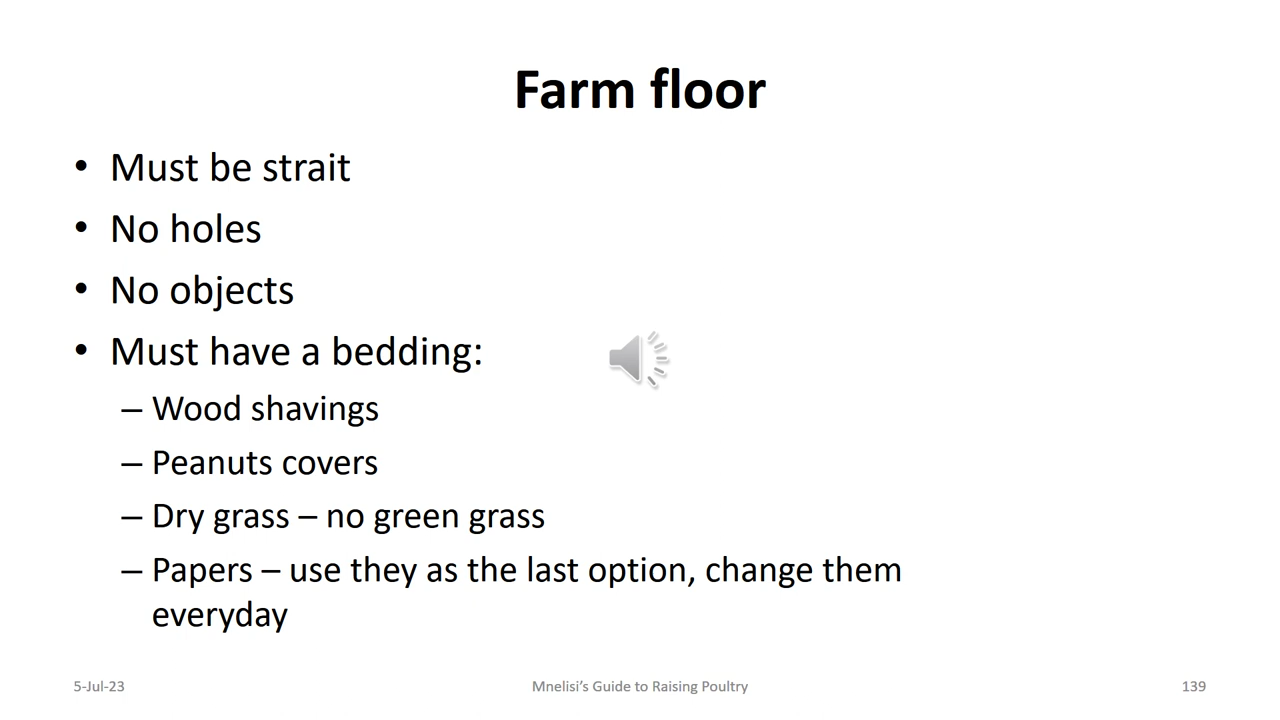 Farm floor
• Must be strait
• No holes
• No objects
• Must have a bedding:
– Wood shavings
– Peanuts covers
– Dry grass – no green grass
– Papers – use they as the last option, change them
everyday
5-Jul-23
Mnelisi’s Guide to Raising Poultry
139